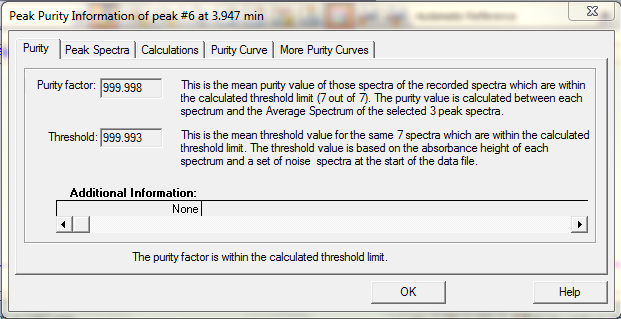 Peak Purity Information of peak #6 at 3.947 min
Automatic Reference
Purity
Peak Spectra
Calculations
Purity Curve
More Purity Curves
Purity factor:
999.998
This is the mean purity value of those spectra of the recorded spectra which are within
the calculated threshold limit (7 out of 7). The purity value is calculated between each
spectrum and the Average Spectrum of the selected 3 peak spectra.
Threshold:
999.993
This is the mean threshold value for the same 7 spectra which are within the calculated
threshold limit. The threshold value is based on the absorbance height of each
spectrum and a set of noise spectra at the start of the data file.
Additional Information:
None
The purity factor is within the calculated threshold limit.
OK
Help